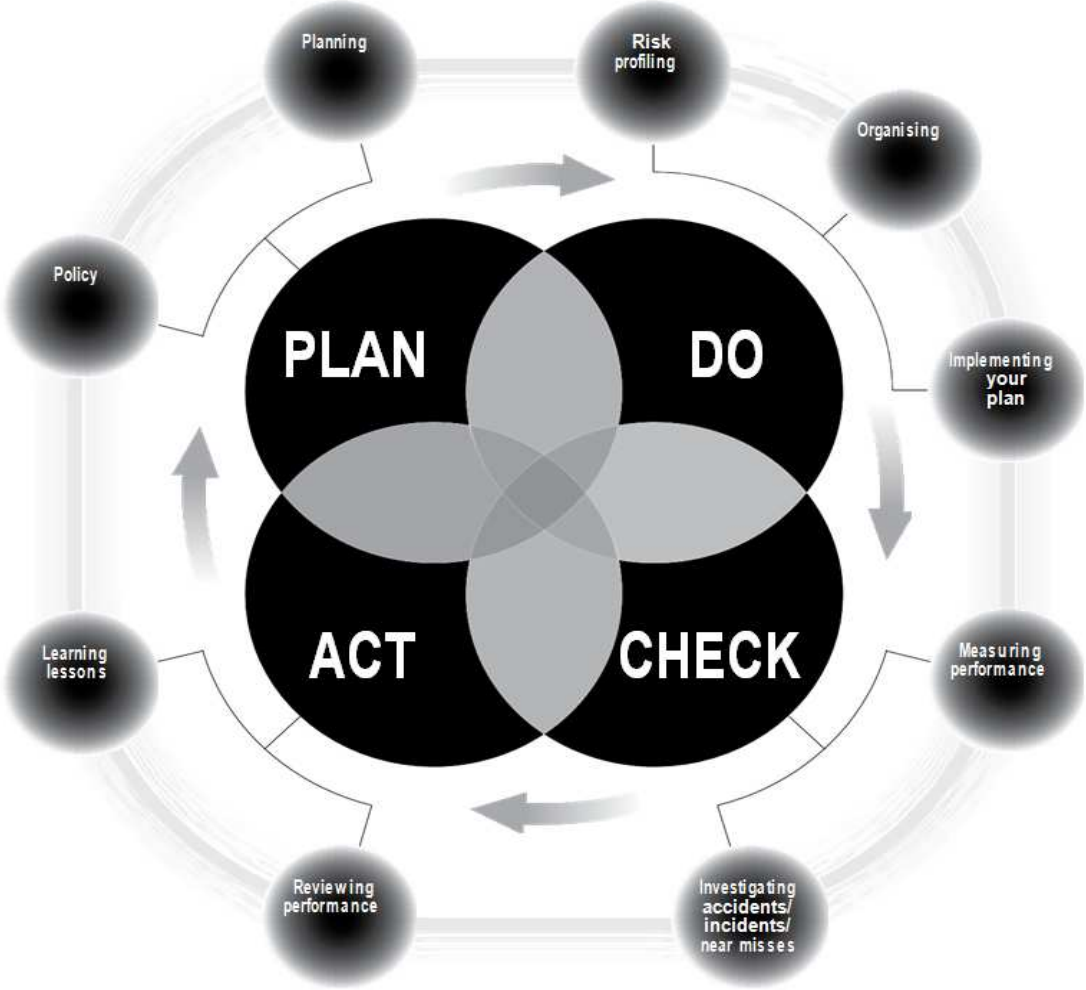 Planning
Risk
profiling
Organising
Policy
PLAN
DO
Implementing
your
plan
ACT
CHECK
Learning
lessons
Measuring
performance
Reviewing
performance
Investigating
accidents/
incidents/
near misses